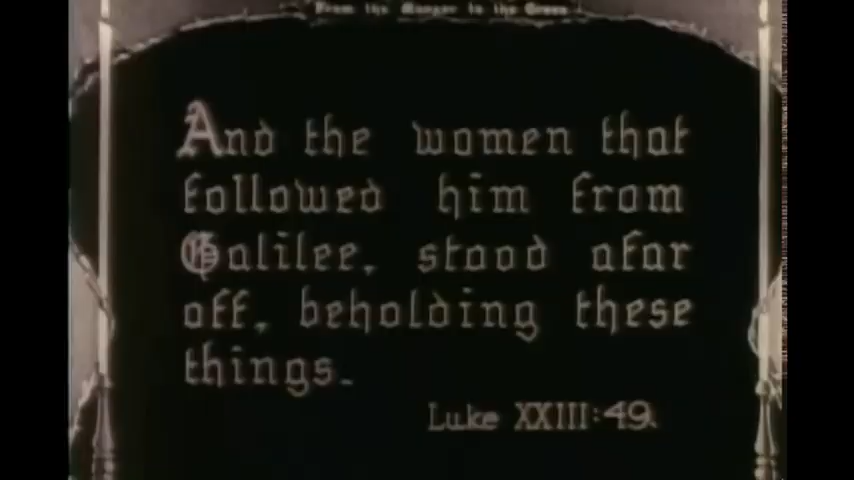 From the Manger to the Cross
And the women that
followed him from
Galilee, stood afar
off, beholding these
things.
Luke XXIII:49.